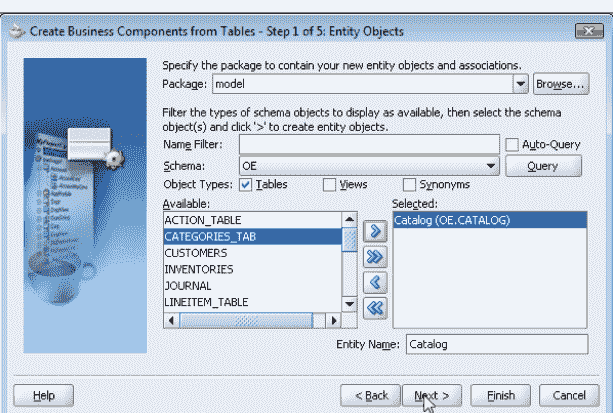 Create Business Components from Tables - Step 1 of 5: Entity Objects
Specify the package to contain your new entity objects and associations.
Package: model Browse...
Filter the types of schema objects to display as available, then select the schema
object(s) and click '>' to create entity objects.
Name Filter: Auto-Query
Schema: OE Query
Object Types: Tables Views Synonyms
Available: Selected:
ACTION_TABLE Catalog (OE.CATALOG)
CATEGORIES_TAB
CUSTOMERS
INVENTORIES
JOURNAL
LINEITEM_TABLE
Entity Name: Catalog
Help < Back Next > Finish Cancel